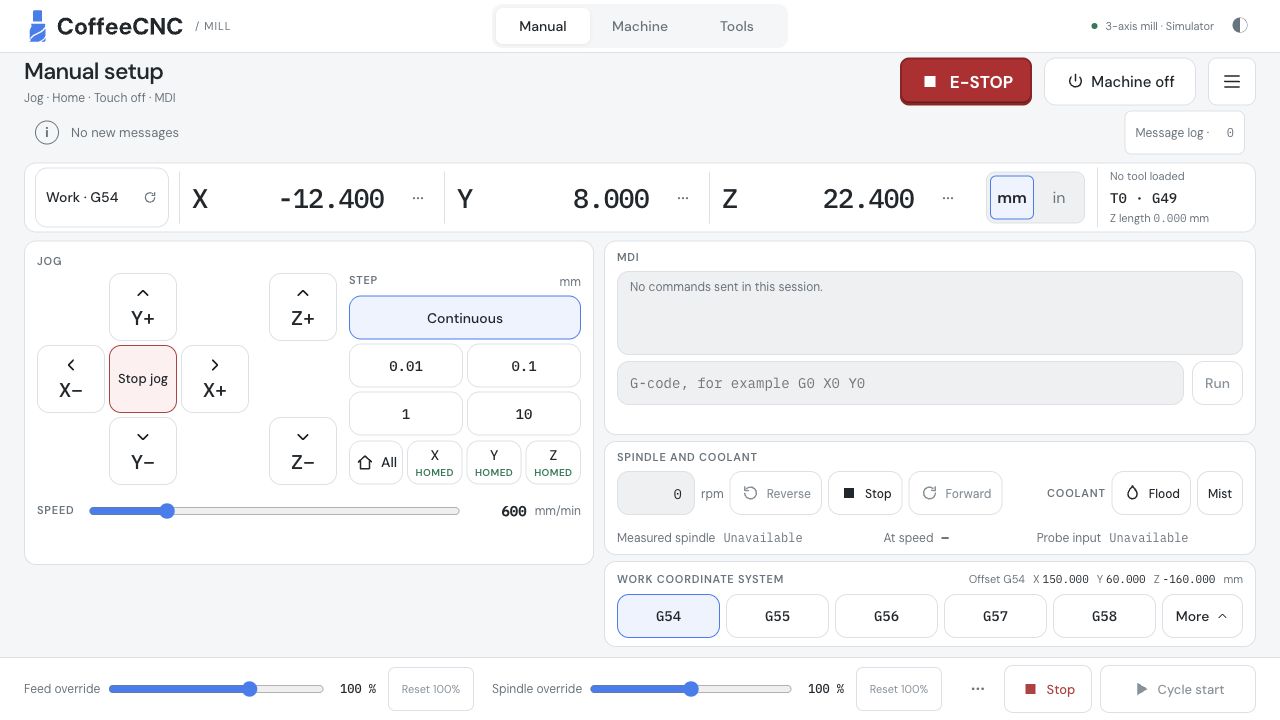 CoffeeCNC / MILL
Manual Machine Tools
3-axis mill · Simulator
Manual setup
Jog · Home · Touch off · MDI
E-STOP
Machine off
No new messages
Message log · 0
Work · G54
X -12.400 ...
Y 8.000 ...
Z 22.400 ...
mm in
No tool loaded
T0 · G49
Z length 0.000 mm
JOG
Y+
Z+
X−
Stop jog
X+
Y−
Z−
STEP mm
Continuous
0.01 0.1
1 10
All
X HOMED
Y HOMED
Z HOMED
SPEED 600 mm/min
MDI
No commands sent in this session.
G-code, for example G0 X0 Y0
Run
SPINDLE AND COOLANT
0 rpm Reverse Stop Forward COOLANT Flood Mist
Measured spindle Unavailable At speed – Probe input Unavailable
WORK COORDINATE SYSTEM Offset G54 X 150.000 Y 60.000 Z -160.000 mm
G54 G55 G56 G57 G58 More
Feed override 100 % Reset 100% Spindle override 100 % Reset 100% ... Stop Cycle start